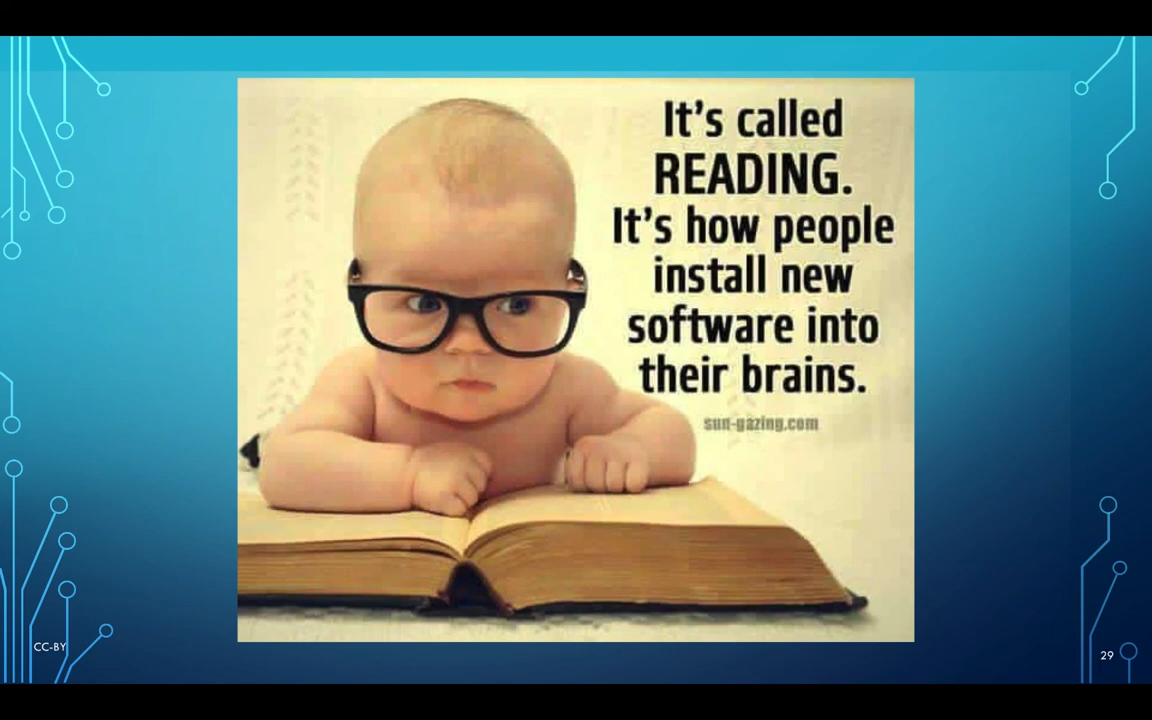 It's called
READING.
It's how people
install new
software into
their brains.
sun-gazing.com
CC-BY
29